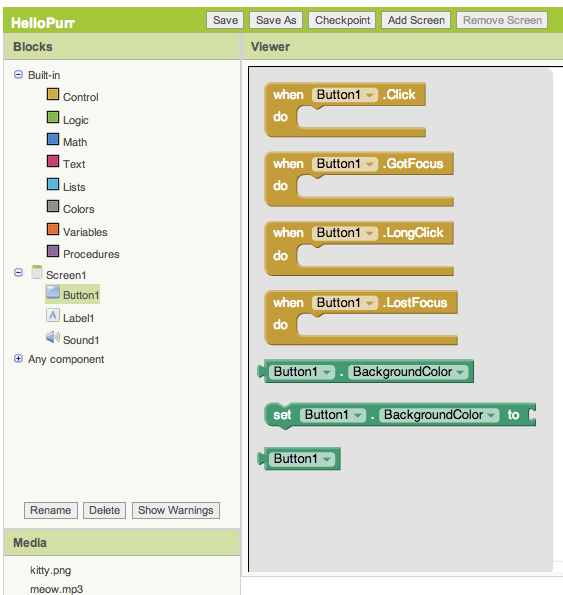 HelloPurr
Save
Save As
Checkpoint
Add Screen
Remove Screen
Blocks
Built-in
Control
Logic
Math
Text
Lists
Colors
Variables
Procedures
Screen1
Button1
A Label1
Sound1
Any component
Rename
Delete
Show Warnings
Media
kitty.png
meow.mp3
Viewer
when Button1 .Click
do
when Button1 .GotFocus
do
when Button1 .LongClick
do
when Button1 .LostFocus
do
Button1 . BackgroundColor
set Button1 . BackgroundColor to
Button1